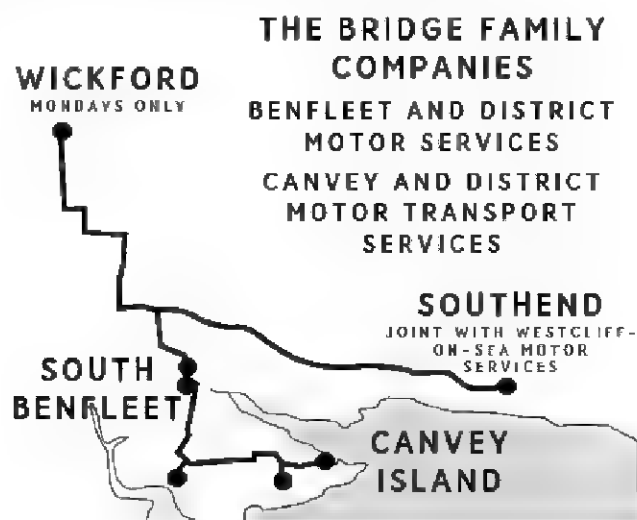 THE BRIDGE FAMILY
COMPANIES
BENFLEET AND DISTRICT
MOTOR SERVICES
CANVEY AND DISTRICT
MOTOR TRANSPORT
SERVICES
WICKFORD
MONDAYS ONLY
SOUTHEND
JOINT WITH WESTCLIFF-
ON-SEA MOTOR
SERVICES
SOUTH
BENFLEET
CANVEY
ISLAND